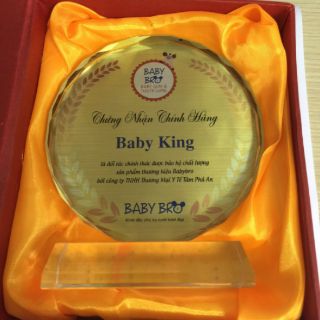 BABY
BRO
Chứng Nhận Chính Hãng
Baby King
là đối tác chính thức được bảo hộ chất lượng
sản phẩm thương hiệu Babybro
bởi công ty TNHH Thương Mại Y Tế Tâm Phú An
BABY BRO